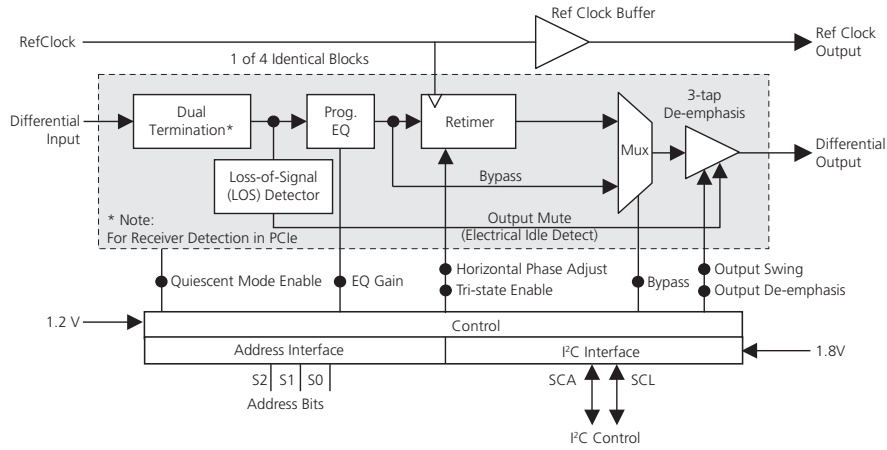 Ref Clock Buffer
RefClock
Ref Clock
Output
1 of 4 Identical Blocks
Differential
Input
Dual
Termination*
Prog.
EQ
Retimer
Mux
3-tap
De-emphasis
Differential
Output
Loss-of-Signal
(LOS) Detector
Bypass
* Note:
For Receiver Detection in PCIe
Output Mute
(Electrical Idle Detect)
Quiescent Mode Enable
EQ Gain
Horizontal Phase Adjust
Tri-state Enable
Bypass
Output Swing
Output De-emphasis
1.2 V
Control
Address Interface
I²C Interface
1.8V
S2 S1 S0
Address Bits
SCA SCL
I²C Control